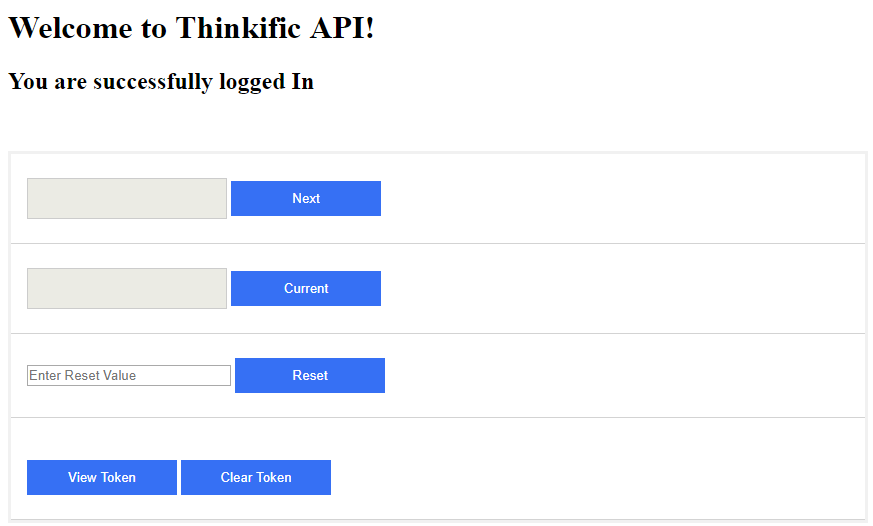 Welcome to Thinkific API!
You are successfully logged In
Next
Current
Enter Reset Value Reset
View Token Clear Token